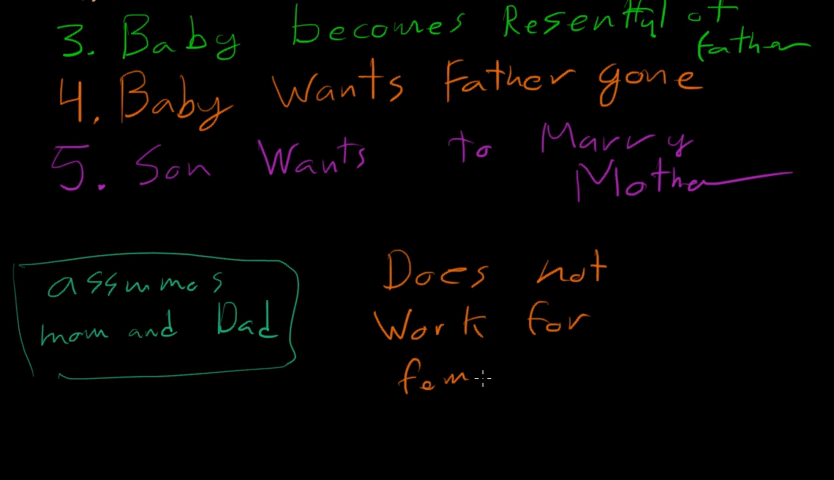 3. Baby becomes Resentful of father
4. Baby Wants Father gone
5. Son Wants to Marry Mother
assumes
mom and Dad
Does not
Work for
fem